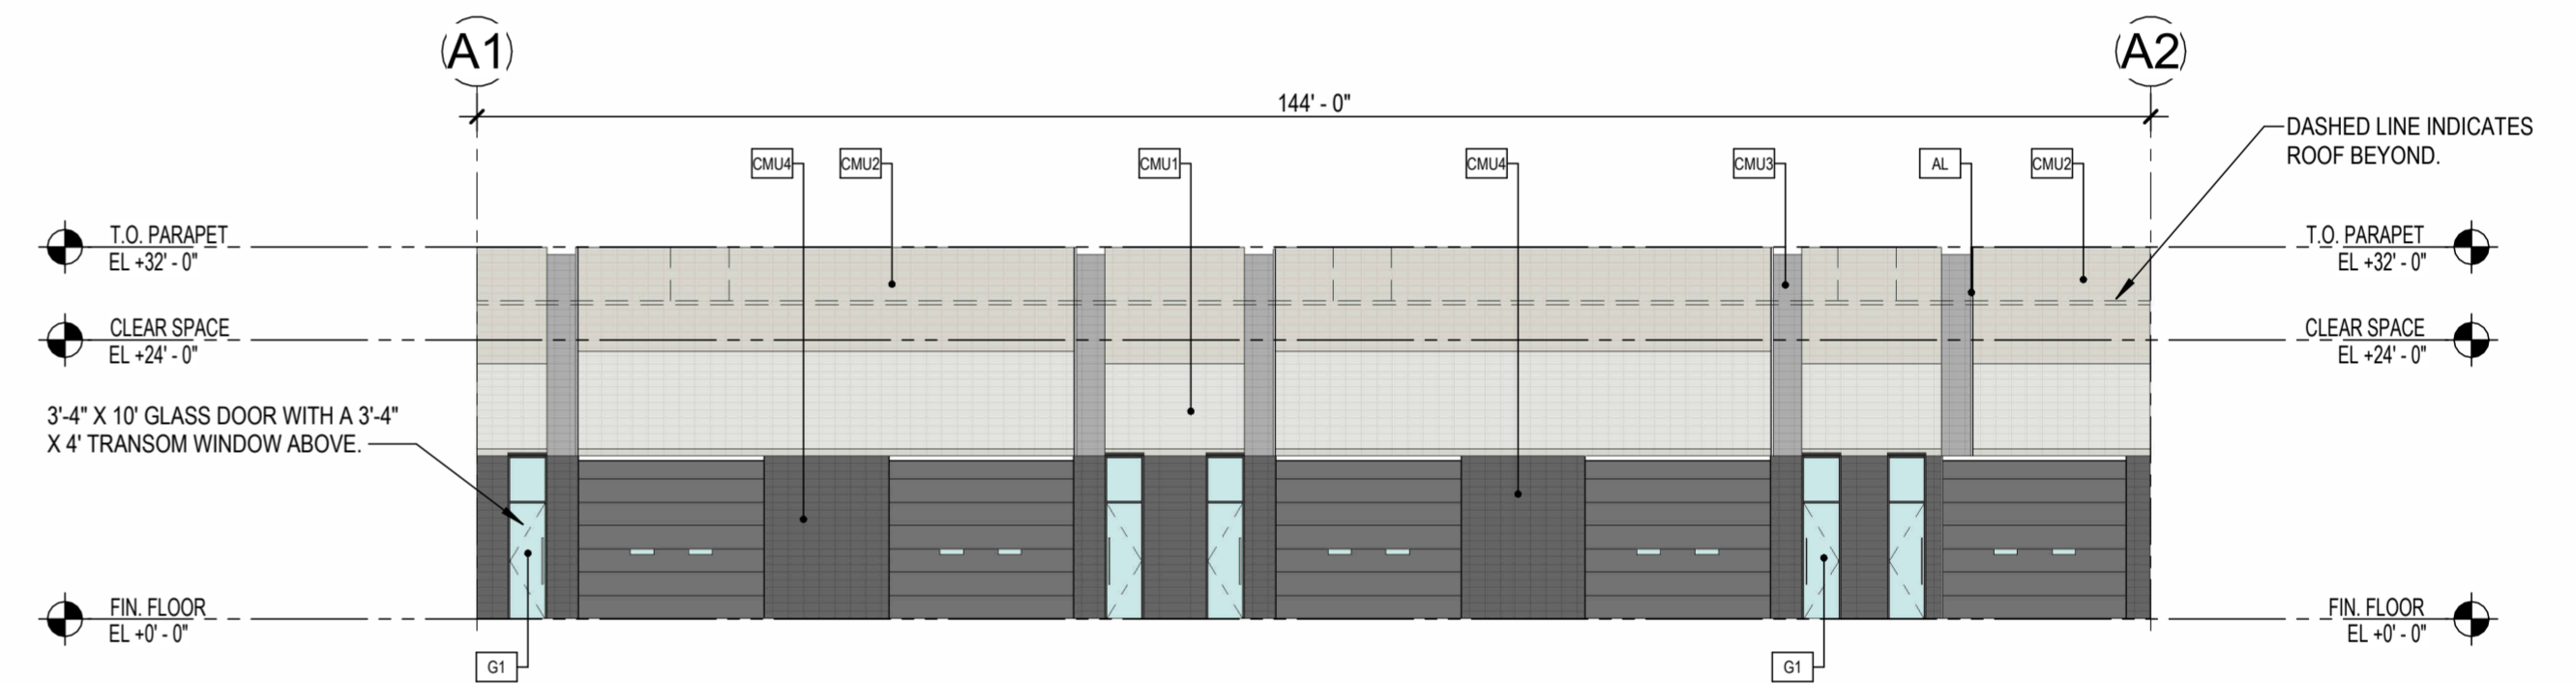 A1
A2
144' - 0"
DASHED LINE INDICATES
ROOF BEYOND.
CMU4
CMU2
CMU1
CMU4
CMU3
AL
CMU2
T.O. PARAPET
EL +32' - 0"
T.O. PARAPET
EL +32' - 0"
CLEAR SPACE
EL +24' - 0"
CLEAR SPACE
EL +24' - 0"
3'-4" X 10' GLASS DOOR WITH A 3'-4"
X 4' TRANSOM WINDOW ABOVE.
FIN. FLOOR
EL +0' - 0"
FIN. FLOOR
EL +0' - 0"
G1
G1